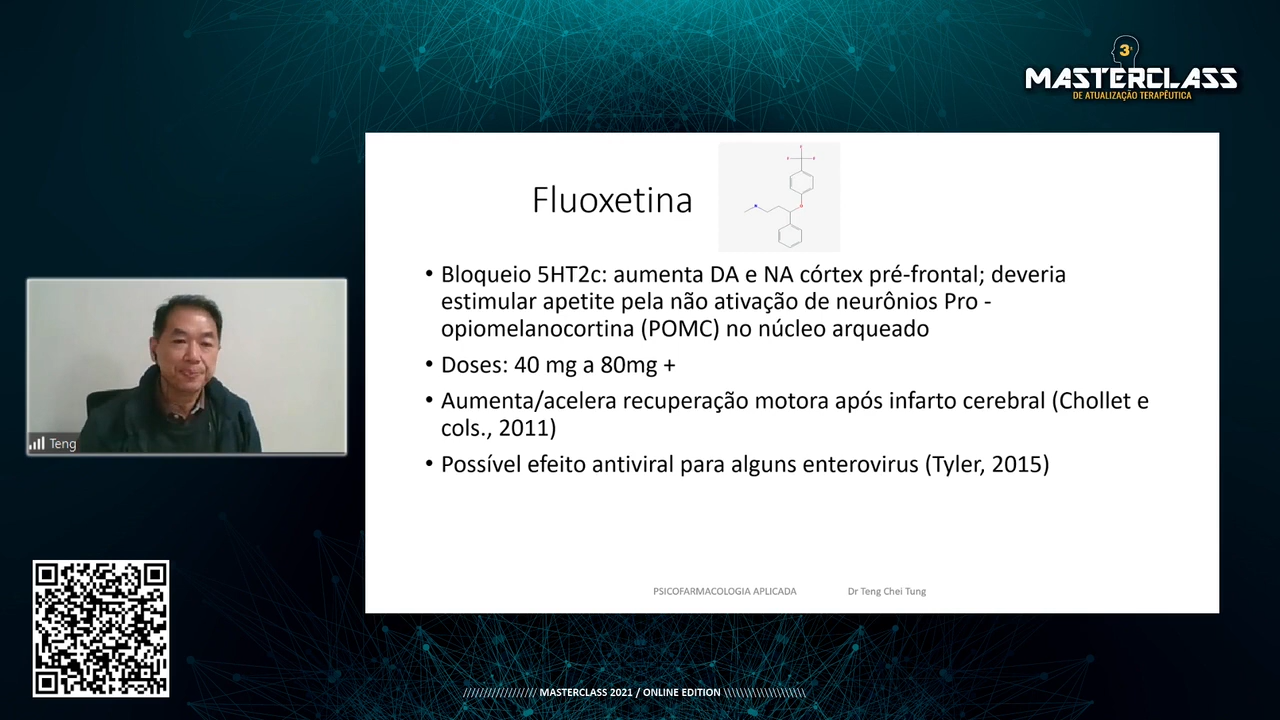 3ª
MASTERCLASS
DE ATUALIZAÇÃO TERAPÊUTICA
Fluoxetina
• Bloqueio 5HT2c: aumenta DA e NA córtex pré-frontal; deveria
estimular apetite pela não ativação de neurônios Pro -
opiomelanocortina (POMC) no núcleo arqueado
• Doses: 40 mg a 80mg +
• Aumenta/acelera recuperação motora após infarto cerebral (Chollet e
cols., 2011)
• Possível efeito antiviral para alguns enterovirus (Tyler, 2015)
Teng
PSICOFARMACOLOGIA APLICADA Dr Teng Chei Tung
/////////////////// MASTERCLASS 2021 / ONLINE EDITION \\\\\\\\\\\\\\\\\\\\\